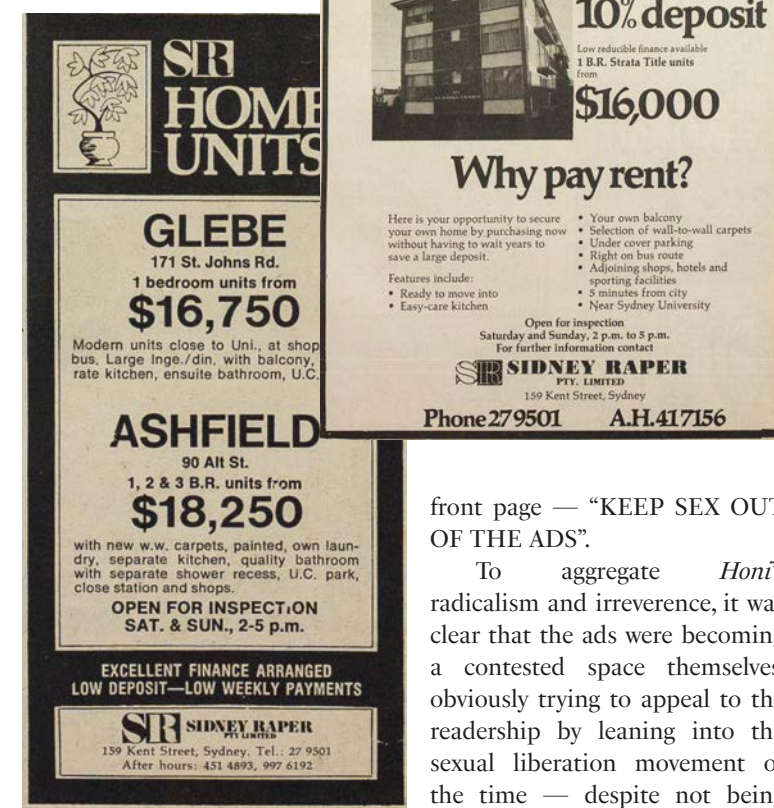 SR
HOME
UNITS
GLEBE
171 St. Johns Rd.
1 bedroom units from
$16,750
Modern units close to Uni., at shop
bus. Large lnge./din. with balcony,
rate kitchen, ensuite bathroom, U.C.
ASHFIELD
90 Alt St.
1, 2 & 3 B.R. units from
$18,250
with new w.w. carpets, painted, own laun-
dry, separate kitchen, quality bathroom
with separate shower recess, U.C. park,
close station and shops.
OPEN FOR INSPECTION
SAT. & SUN., 2-5 p.m.
EXCELLENT FINANCE ARRANGED
LOW DEPOSIT—LOW WEEKLY PAYMENTS
SR SIDNEY RAPER
PTY LIMITED
159 Kent Street, Sydney. Tel.: 27 9501
After hours: 451 4893, 997 6192
10% deposit
Low reducible finance available
1 B.R. Strata Title units
from
$16,000
Why pay rent?
Here is your opportunity to secure
your own home by purchasing now
without having to wait years to
save a large deposit.
Features include:
• Ready to move into
• Easy-care kitchen
• Your own balcony
• Selection of wall-to-wall carpets
• Under cover parking
• Right on bus route
• Adjoining shops, hotels and
sporting facilities
• 5 minutes from city
• Near Sydney University
Open for inspection
Saturday and Sunday, 2 p.m. to 5 p.m.
For further information contact
SR SIDNEY RAPER
PTY. LIMITED
159 Kent Street, Sydney
Phone 279501 A.H. 417156
front page — “KEEP SEX OUT
OF THE ADS”.
To aggregate Honi
radicalism and irreverence, it wa
clear that the ads were becoming
a contested space themselves
obviously trying to appeal to th
readership by leaning into th
sexual liberation movement o
the time — despite not being